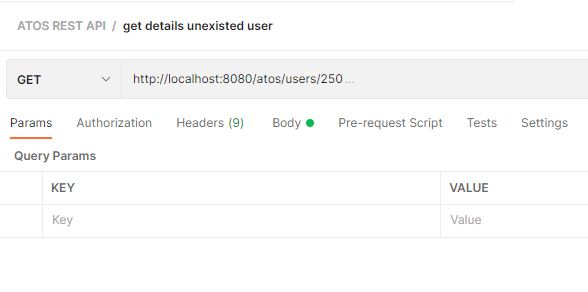 ATOS REST API / get details unexisted user
GET http://localhost:8080/atos/users/250 ...
Params Authorization Headers (9) Body Pre-request Script Tests Settings
Query Params
KEY VALUE
Key Value